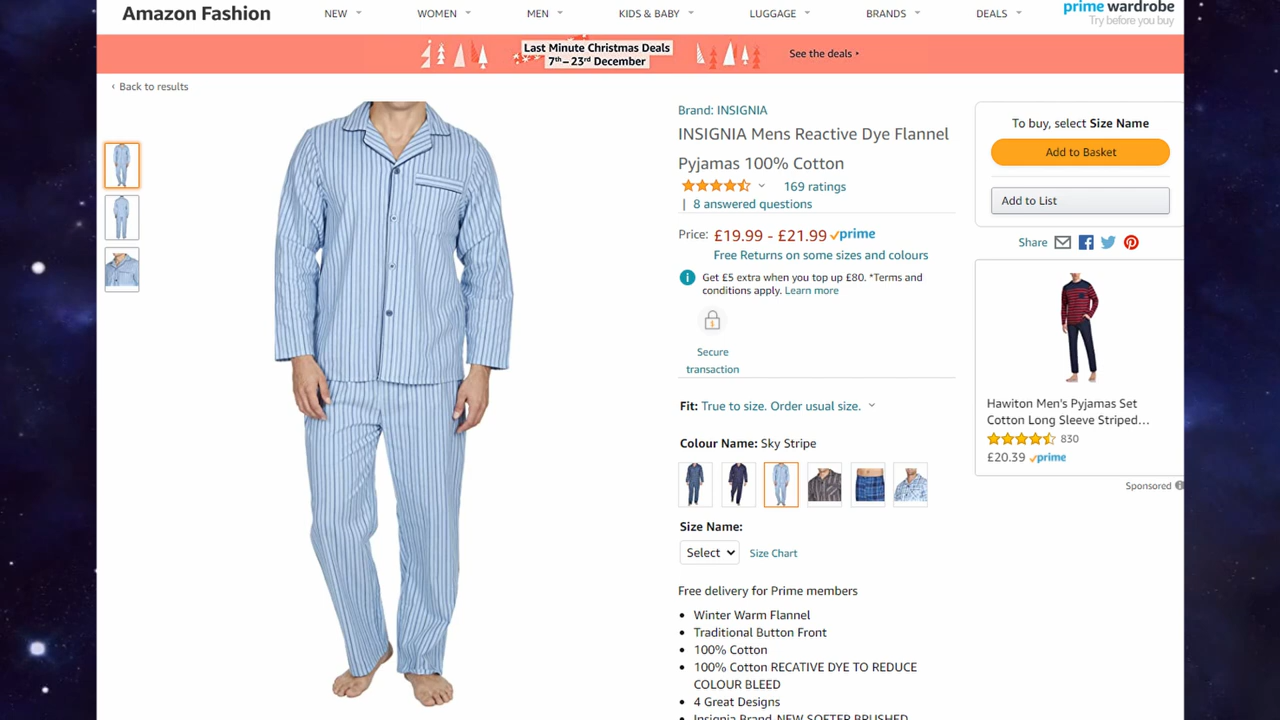 Amazon Fashion
NEW
WOMEN
MEN
KIDS & BABY
LUGGAGE
BRANDS
DEALS
prime wardrobe
Try before you buy
Last Minute Christmas Deals
7th – 23rd December
See the deals
‹ Back to results
Brand: INSIGNIA
INSIGNIA Mens Reactive Dye Flannel
Pyjamas 100% Cotton
169 ratings
| 8 answered questions
Price: £19.99 - £21.99 prime
Free Returns on some sizes and colours
Get £5 extra when you top up £80. *Terms and
conditions apply. Learn more
Secure
transaction
Fit: True to size. Order usual size.
Colour Name: Sky Stripe
Size Name:
Select
Size Chart
Free delivery for Prime members
• Winter Warm Flannel
• Traditional Button Front
• 100% Cotton
• 100% Cotton RECATIVE DYE TO REDUCE
COLOUR BLEED
• 4 Great Designs
• Insignia Brand, NEW SOFTER BRUSHED
To buy, select Size Name
Add to Basket
Add to List
Share
Hawiton Men's Pyjamas Set
Cotton Long Sleeve Striped…
830
£20.39 prime
Sponsored